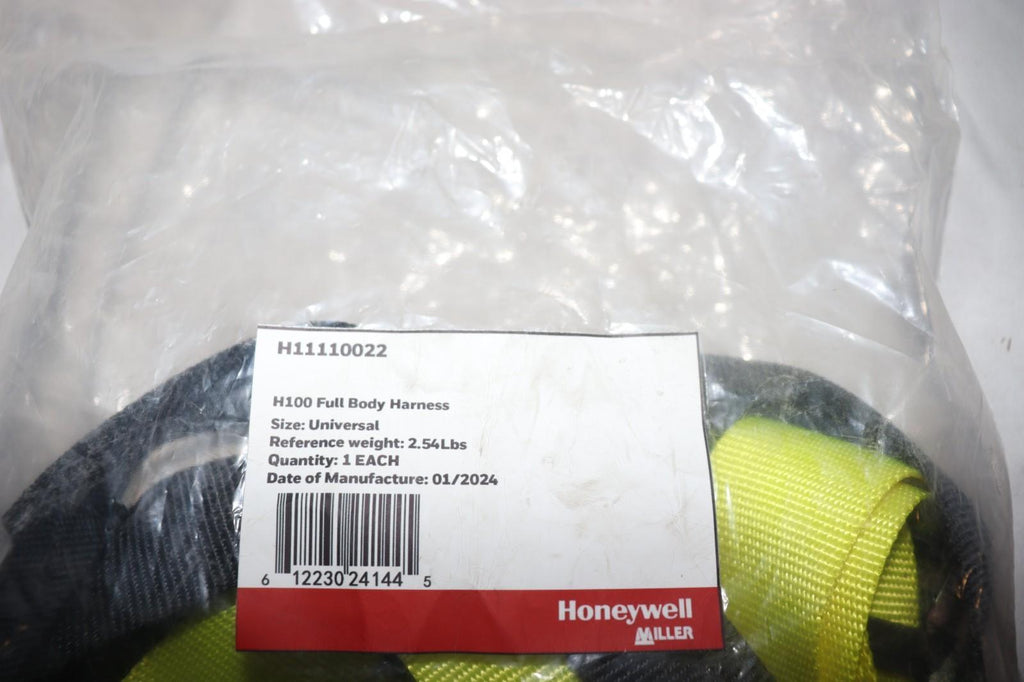 H11110022
H100 Full Body Harness
Size: Universal
Reference weight: 2.54Lbs
Quantity: 1 EACH
Date of Manufacture: 01/2024
6 12230 24144 5
Honeywell
MILLER